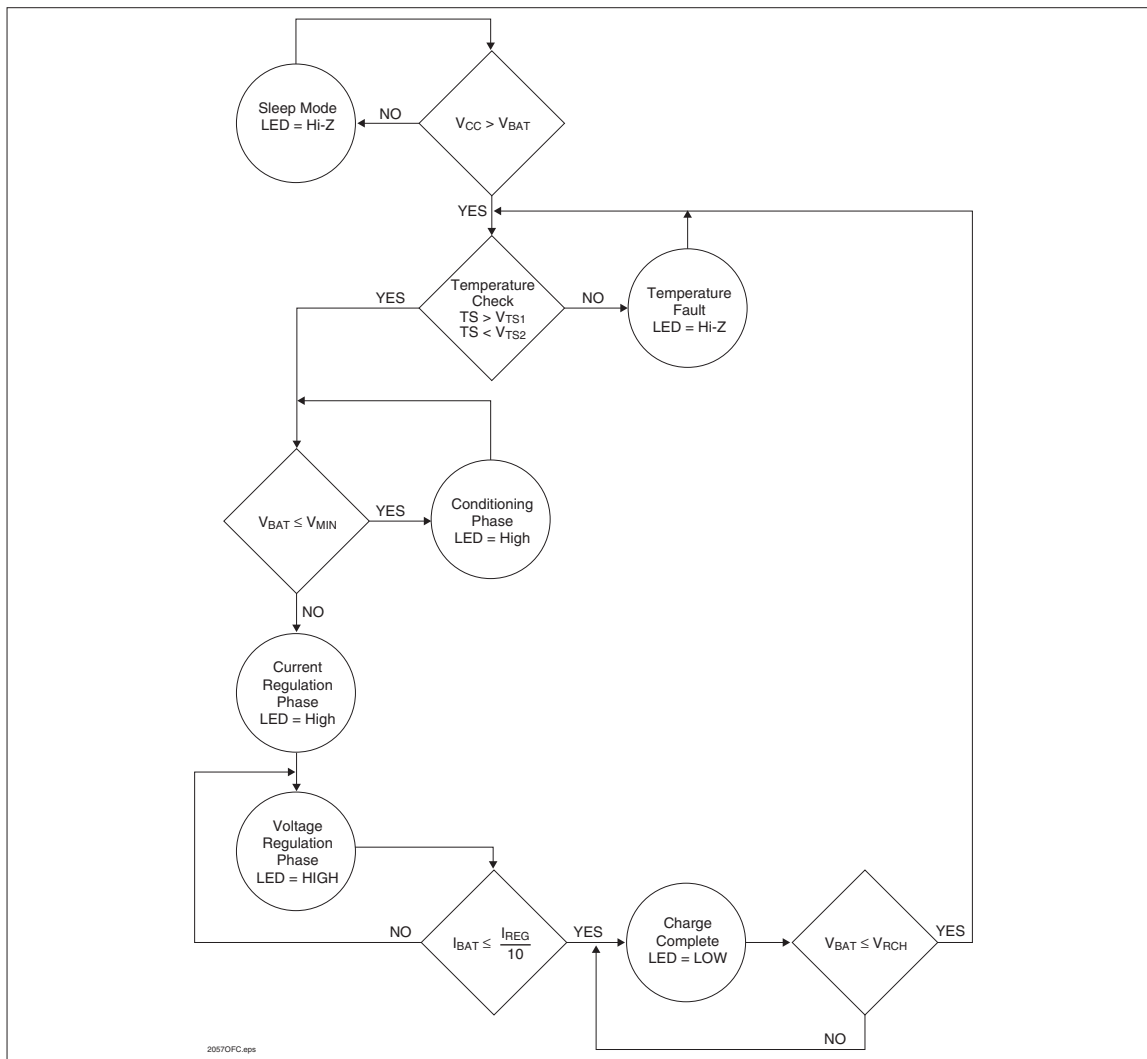 Sleep Mode
LED = Hi-Z
NO
VCC > VBAT
YES
Temperature
Check
TS > VTS1
TS < VTS2
YES
NO
Temperature
Fault
LED = Hi-Z
VBAT ≤ VMIN
YES
Conditioning
Phase
LED = High
NO
Current
Regulation
Phase
LED = High
Voltage
Regulation
Phase
LED = HIGH
NO
IBAT ≤ IREG
10
YES
Charge
Complete
LED = LOW
VBAT ≤ VRCH
YES
NO
2057OFC.eps